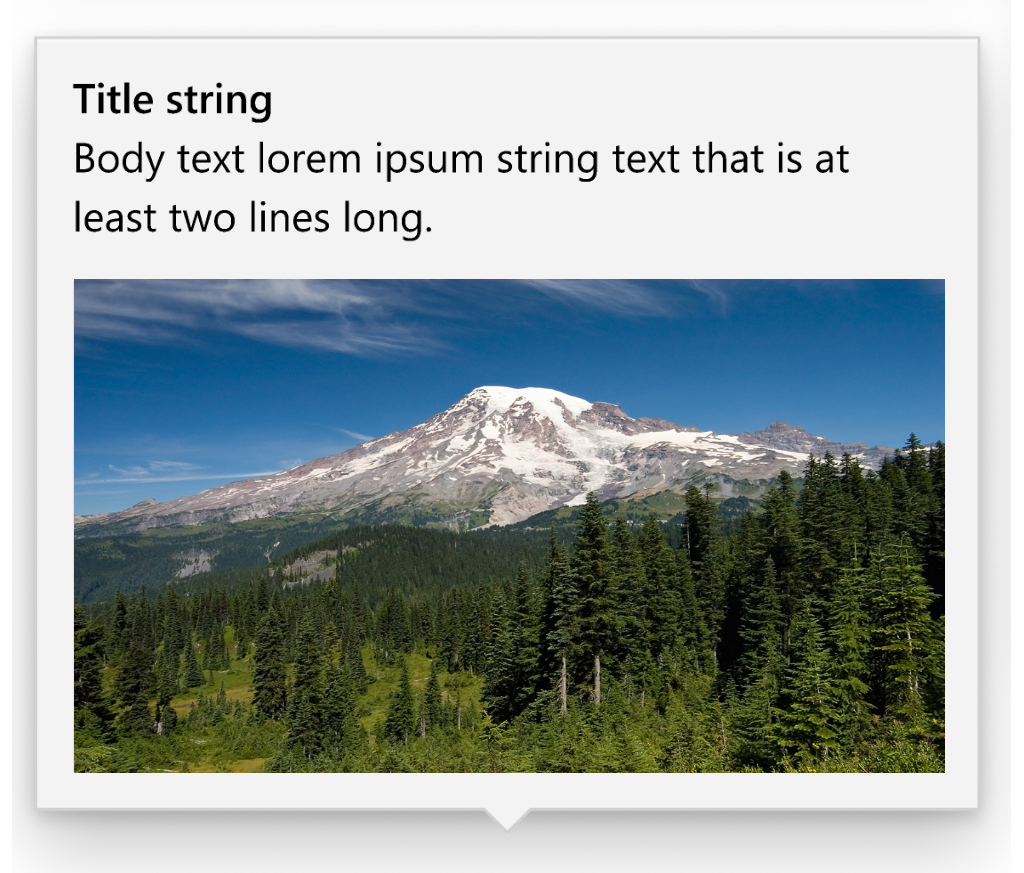 Title string
Body text lorem ipsum string text that is at
least two lines long.